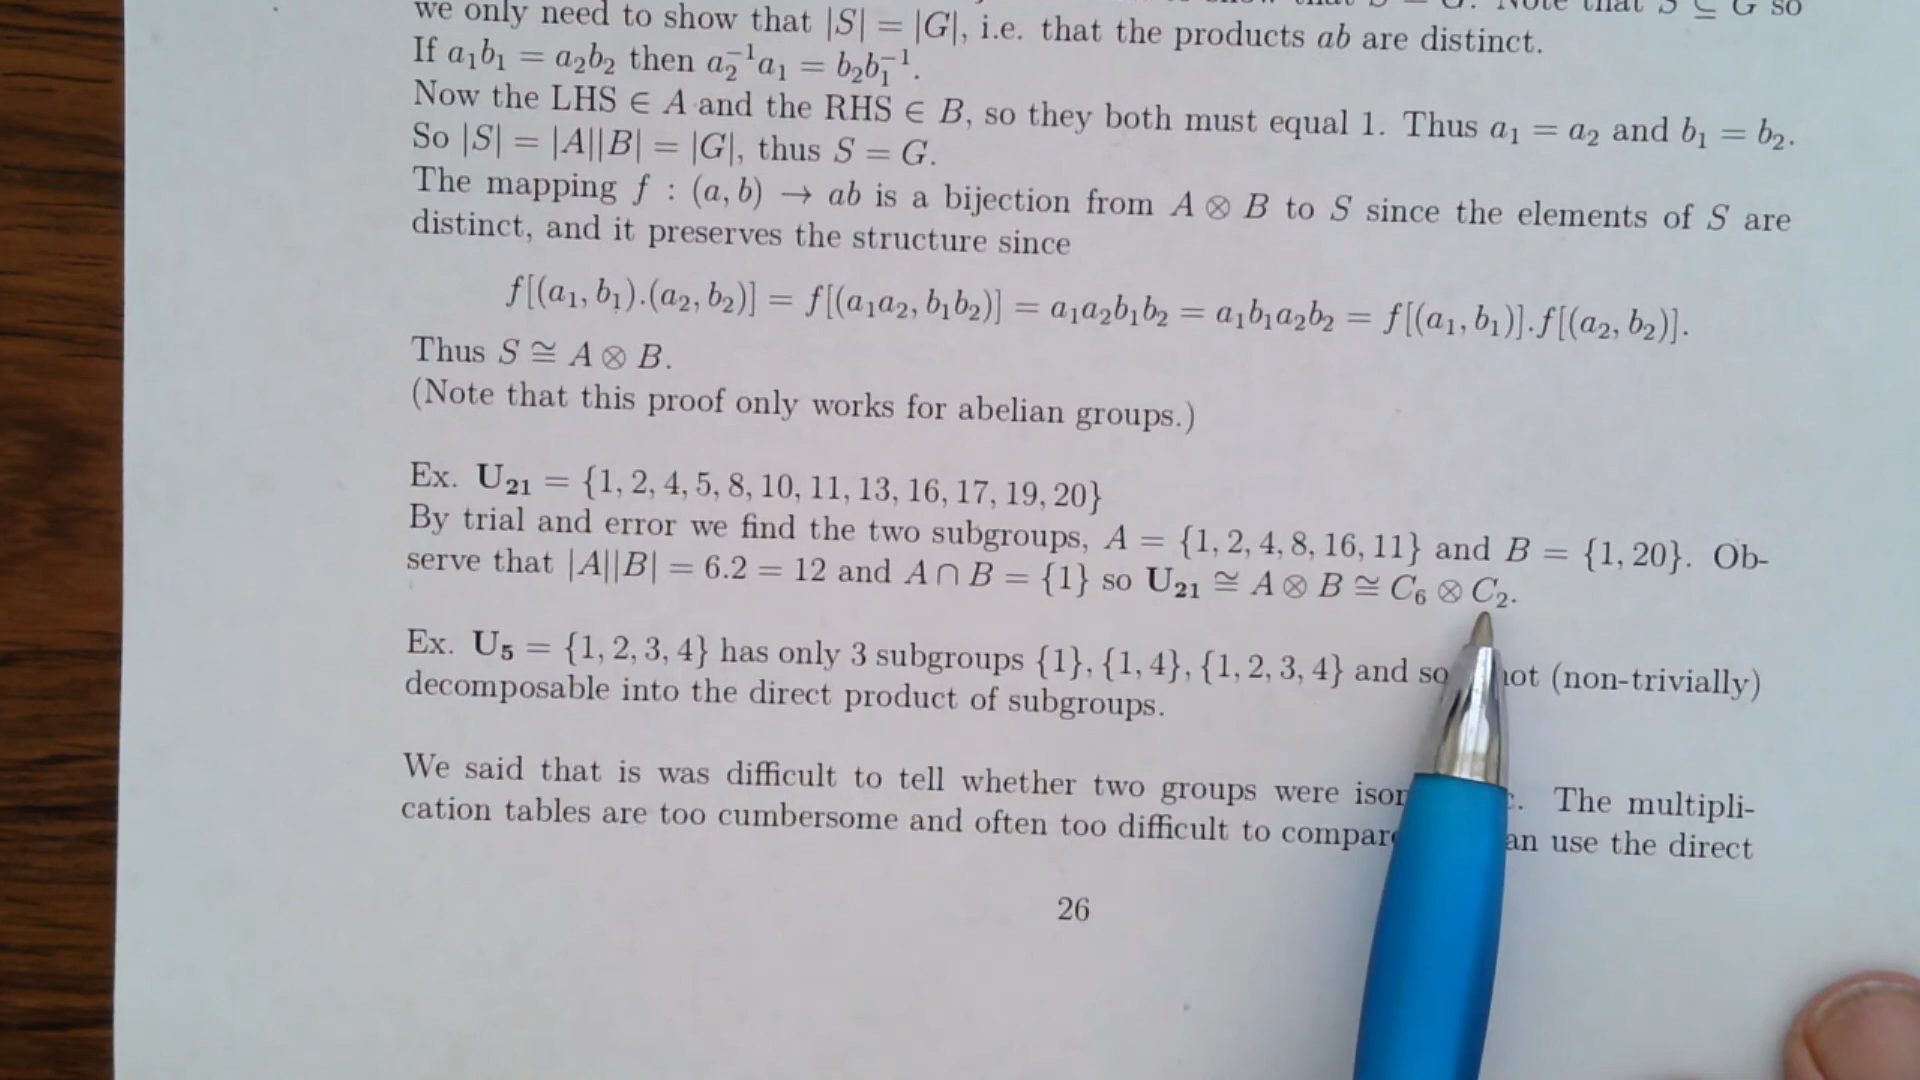 we only need to show that |S| = |G|, i.e. that the products ab are distinct.
If a₁b₁ = a₂b₂ then a₂⁻¹a₁ = b₂b₁⁻¹.
Now the LHS ∈ A and the RHS ∈ B, so they both must equal 1. Thus a₁ = a₂ and b₁ = b₂.
So |S| = |A||B| = |G|, thus S = G.
The mapping f : (a, b) → ab is a bijection from A ⊗ B to S since the elements of S are
distinct, and it preserves the structure since
f[(a₁, b₁).(a₂, b₂)] = f[(a₁a₂, b₁b₂)] = a₁a₂b₁b₂ = a₁b₁a₂b₂ = f[(a₁, b₁)].f[(a₂, b₂)].
Thus S ≅ A ⊗ B.
(Note that this proof only works for abelian groups.)
Ex. U₂₁ = {1, 2, 4, 5, 8, 10, 11, 13, 16, 17, 19, 20}
By trial and error we find the two subgroups, A = {1, 2, 4, 8, 16, 11} and B = {1, 20}. Ob-
serve that |A||B| = 6.2 = 12 and A ∩ B = {1} so U₂₁ ≅ A ⊗ B ≅ C₆ ⊗ C₂.
Ex. U₅ = {1, 2, 3, 4} has only 3 subgroups {1}, {1, 4}, {1, 2, 3, 4} and so not (non-trivially)
decomposable into the direct product of subgroups.
We said that is was difficult to tell whether two groups were The multipli-
cation tables are too cumbersome and often too difficult to use the direct
26